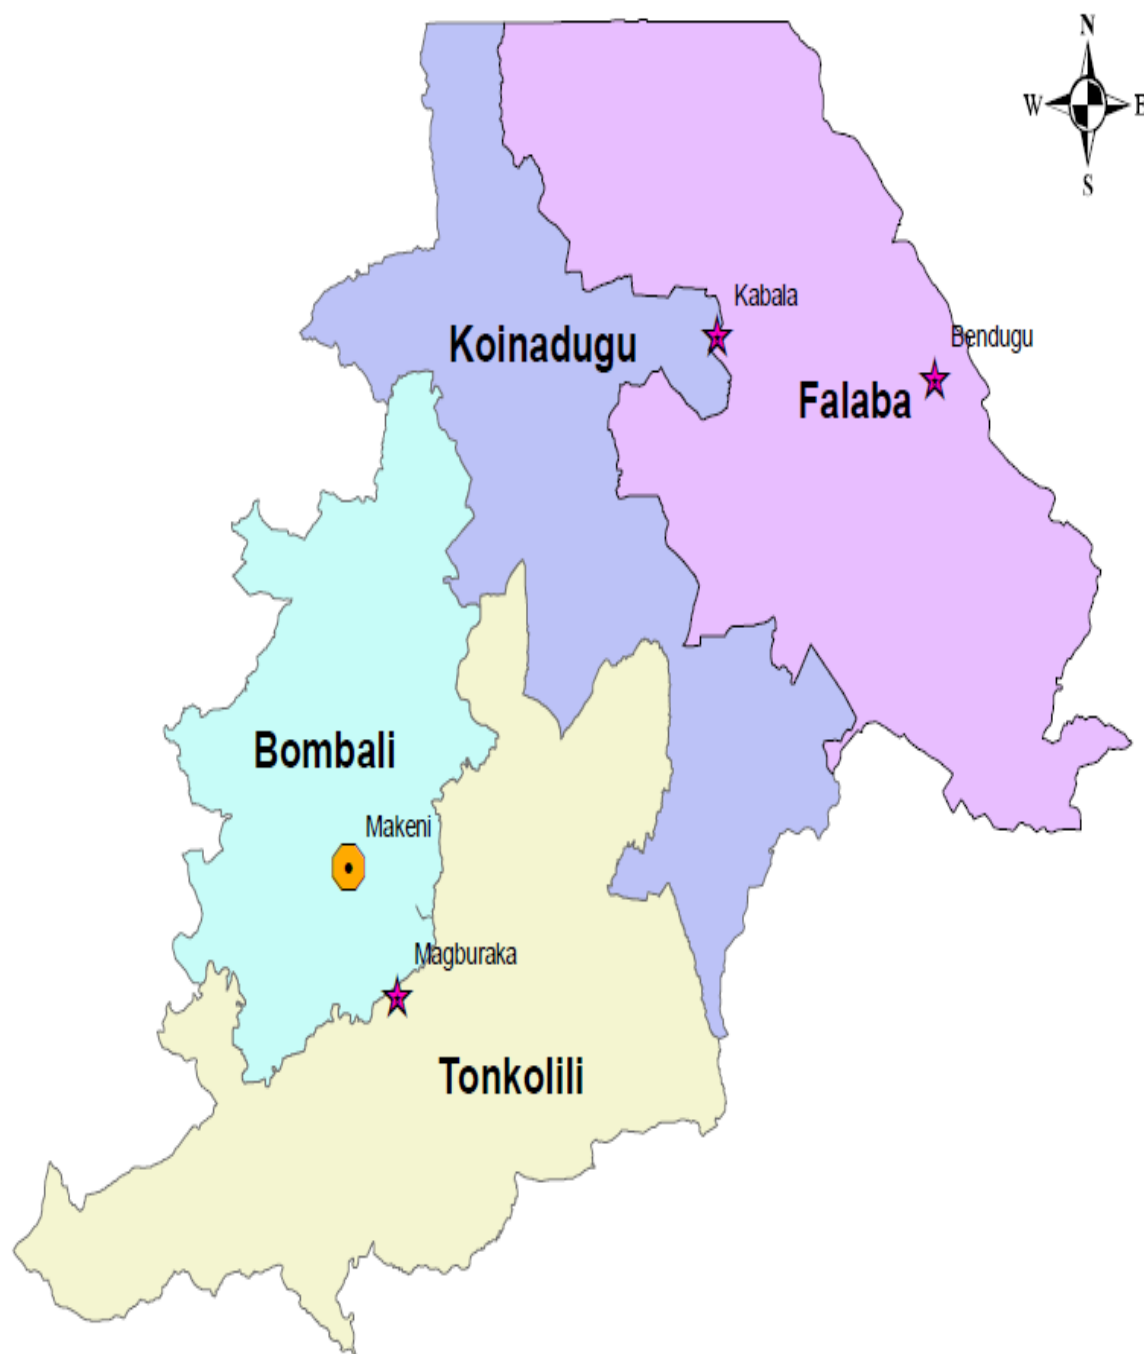 N
W E
S
Kabala
Koinadugu
Bendugu
Falaba
Bombali
Makeni
Magburaka
Tonkolili